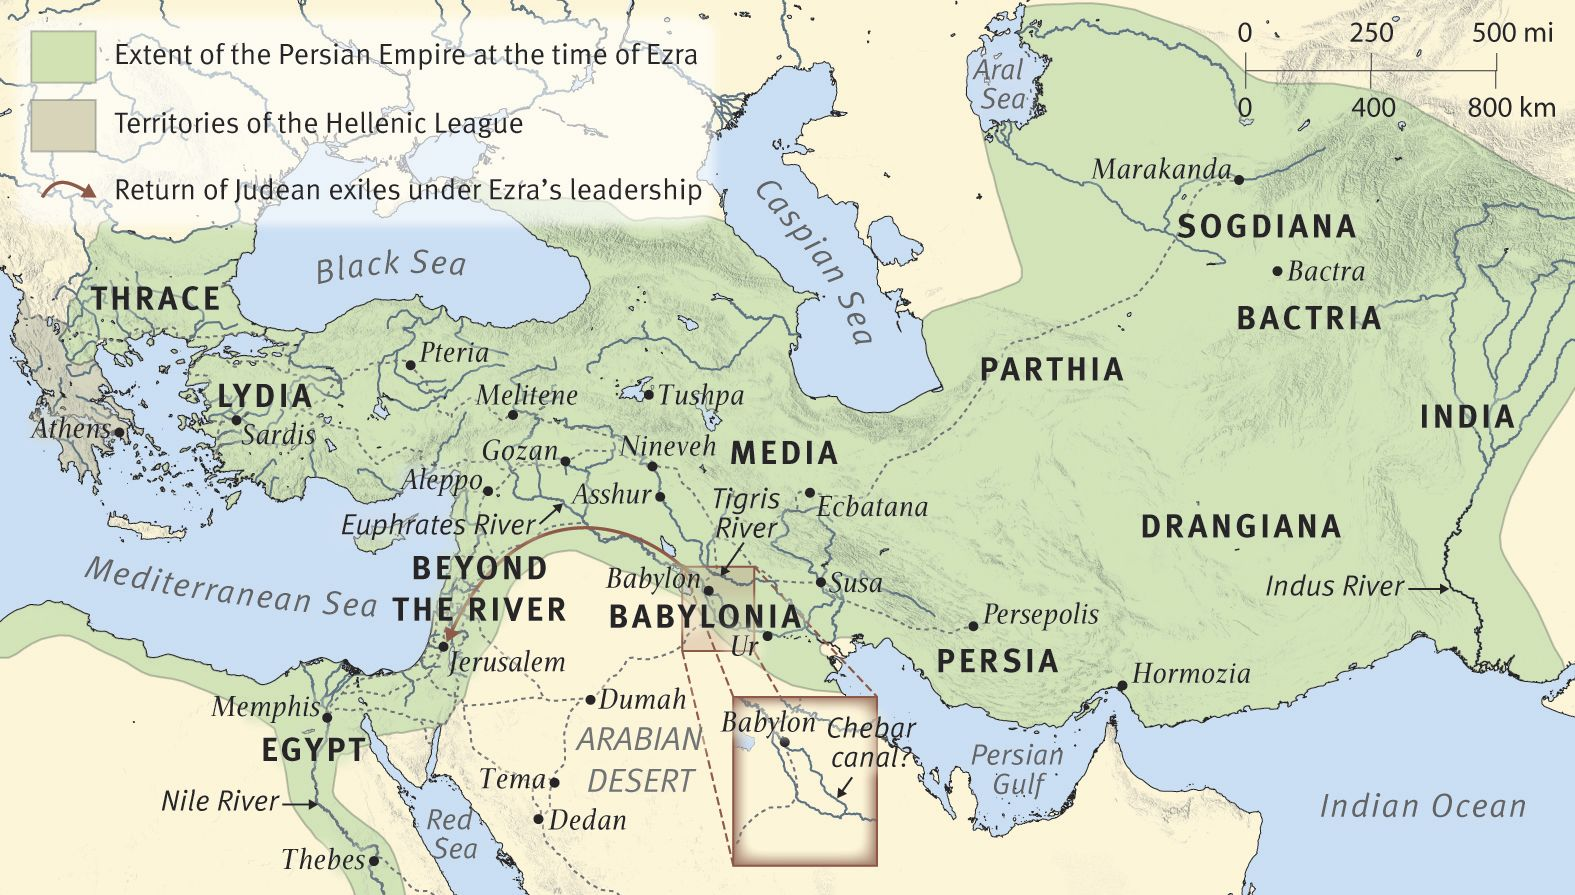 Extent of the Persian Empire at the time of Ezra
Territories of the Hellenic League
Return of Judean exiles under Ezra's leadership
0 250 500 mi
0 400 800 km
Aral
Sea
Marakanda
SOGDIANA
Caspian Sea
Black Sea
Bactra
THRACE
BACTRIA
Pteria
PARTHIA
LYDIA
Melitene
Tushpa
INDIA
Athens
Sardis
Gozan
Nineveh
MEDIA
Aleppo
Asshur
Tigris
River
Ecbatana
Euphrates River
DRANGIANA
BEYOND
THE RIVER
Mediterranean Sea
Babylon
Susa
Indus River
BABYLONIA
Persepolis
Ur
Jerusalem
PERSIA
Hormozia
Memphis
Dumah
Babylon
Chebar
canal?
EGYPT
ARABIAN
DESERT
Persian
Gulf
Tema
Nile River
Indian Ocean
Red
Sea
Dedan
Thebes